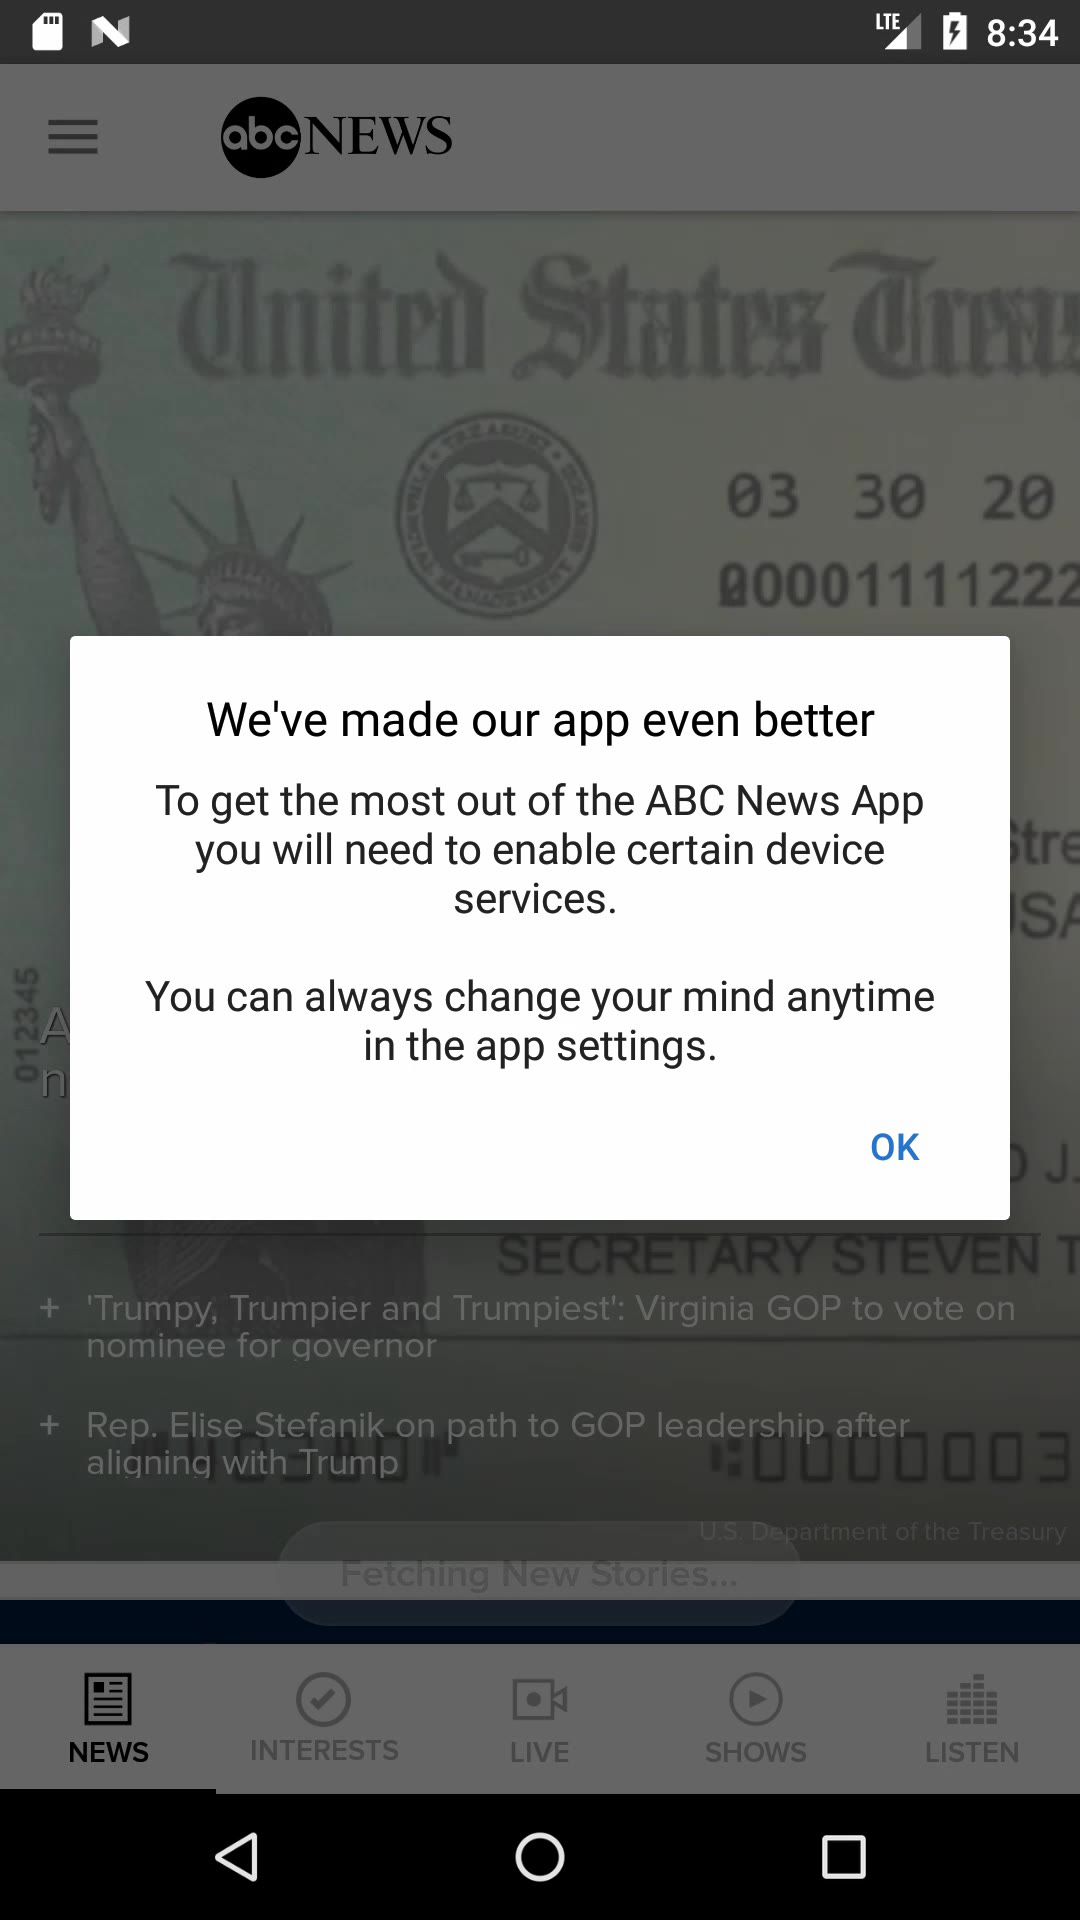 LTE 8:34
abc NEWS
United States Treas
03 30 20
00001111222
We've made our app even better
To get the most out of the ABC News App
you will need to enable certain device
services.
You can always change your mind anytime
in the app settings.
OK
012345
SECRETARY STEVEN T
+ 'Trumpy, Trumpier and Trumpiest': Virginia GOP to vote on
nominee for governor
+ Rep. Elise Stefanik on path to GOP leadership after
aligning with Trump
U.S. Department of the Treasury
Fetching New Stories...
NEWS
INTERESTS
LIVE
SHOWS
LISTEN